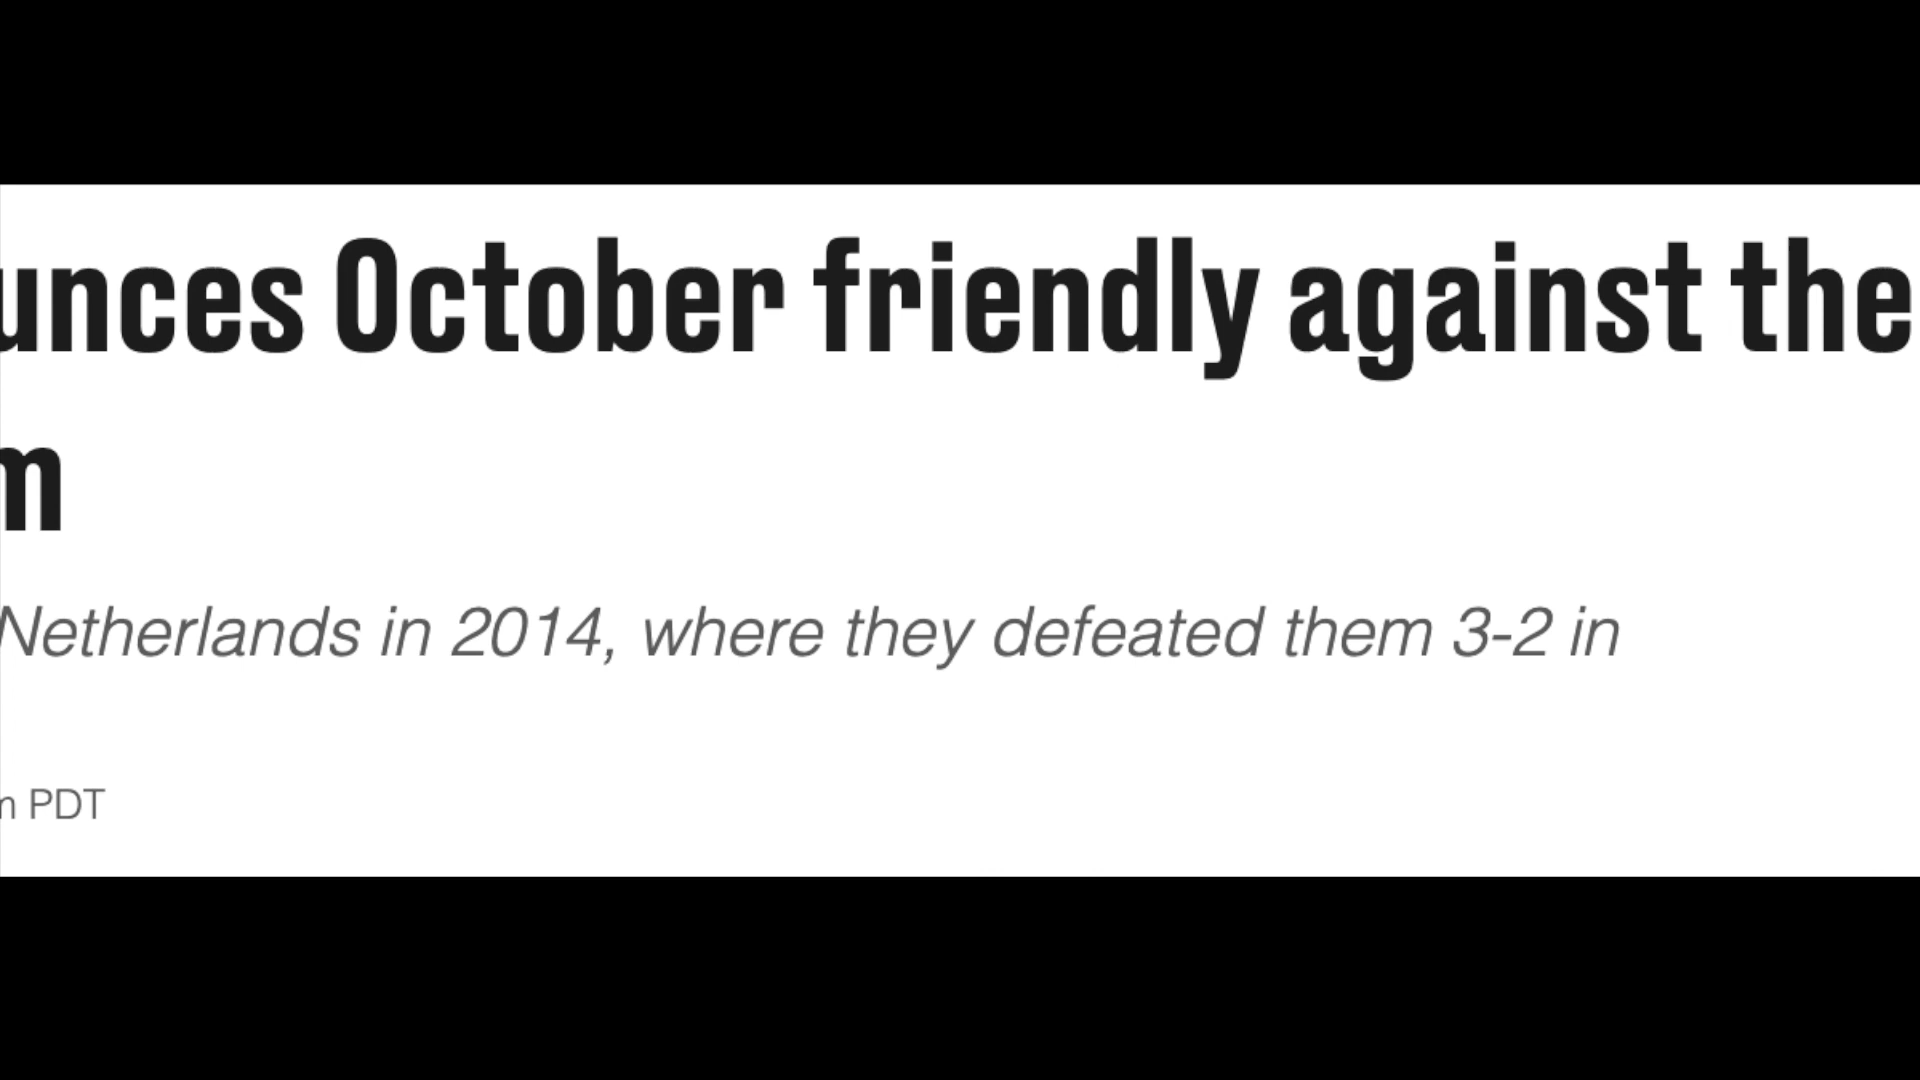 unces October friendly against the
m
Netherlands in 2014, where they defeated them 3-2 in
m PDT